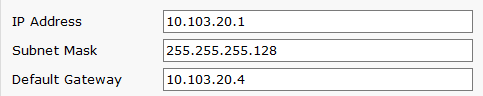 IP Address 10.103.20.1
Subnet Mask 255.255.255.128
Default Gateway 10.103.20.4